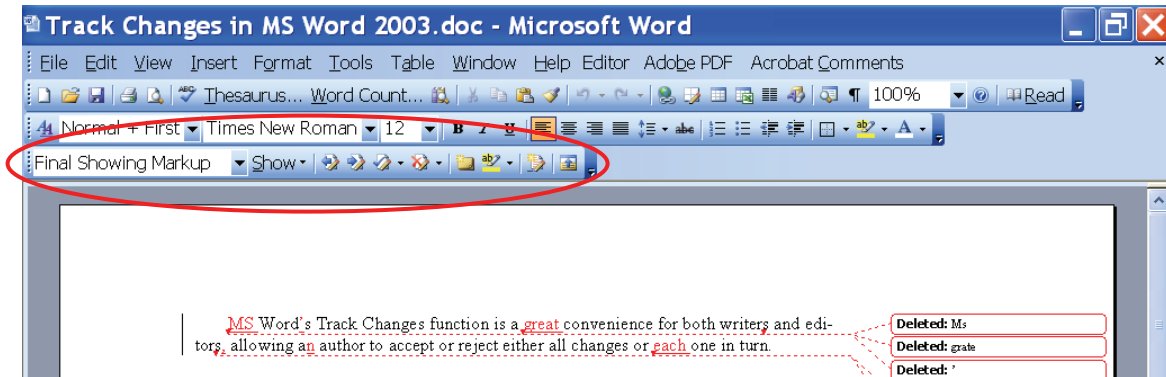 Track Changes in MS Word 2003.doc - Microsoft Word
File Edit View Insert Format Tools Table Window Help Editor Adobe PDF Acrobat Comments
Thesaurus... Word Count... 100% Read
Normal + First Times New Roman 12 B I U
Final Showing Markup Show
MS Word's Track Changes function is a great convenience for both writers and edi-
tors, allowing an author to accept or reject either all changes or each one in turn.
Deleted: Ms
Deleted: grate
Deleted: '